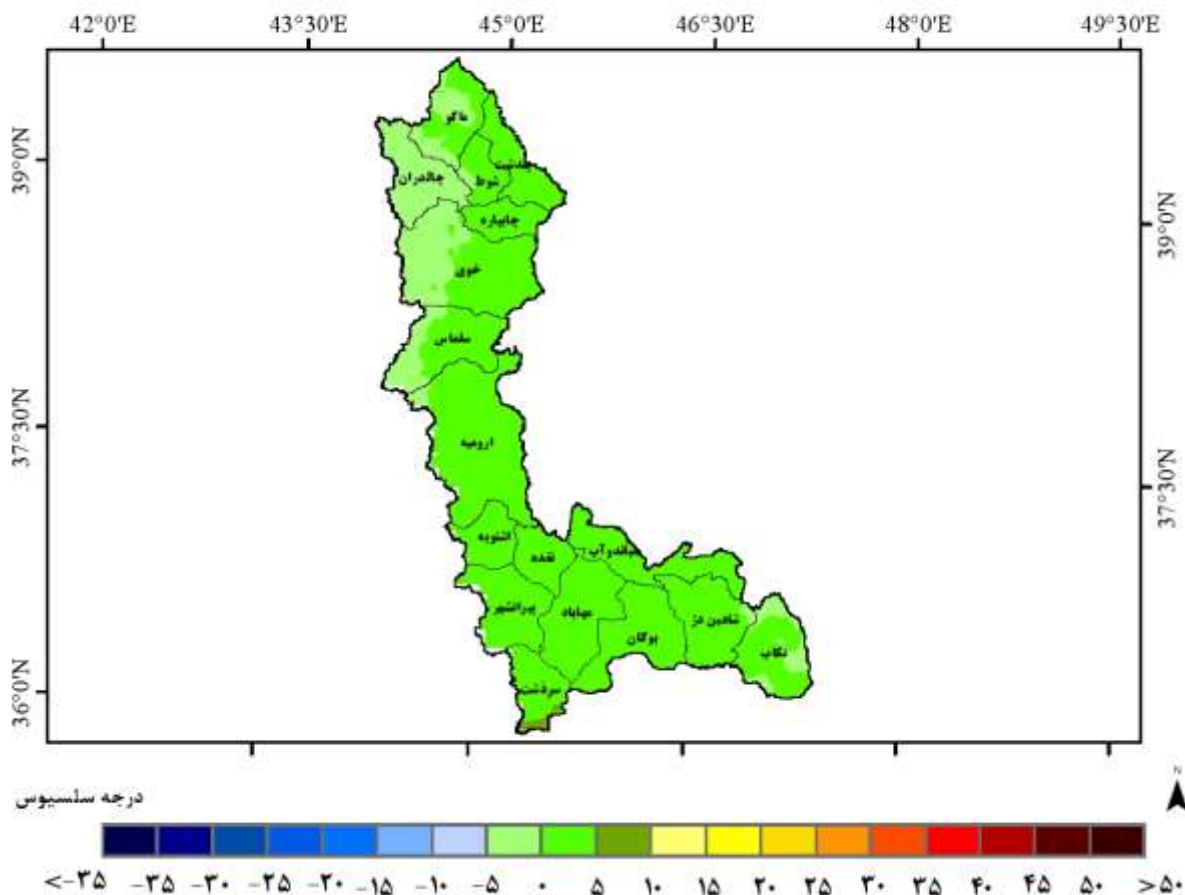 42°0'E 43°30'E 45°0'E 46°30'E 48°0'E 49°30'E
39°0'N
39°0'N
37°30'N
37°30'N
36°0'N
ماکو
پلدشت
چالدران
شوط
چایپاره
خوی
سلماس
ارومیه
اشنویه
نقده
میاندوآب
پیرانشهر
مهاباد
بوکان
شاهین دژ
تکاب
سردشت
درجه سلسیوس
N
<-۳۵ -۳۵ -۳۰ -۲۵ -۲۰ -۱۵ -۱۰ -۵ ۰ ۵ ۱۰ ۱۵ ۲۰ ۲۵ ۳۰ ۳۵ ۴۰ ۴۵ ۵۰ >۵۰